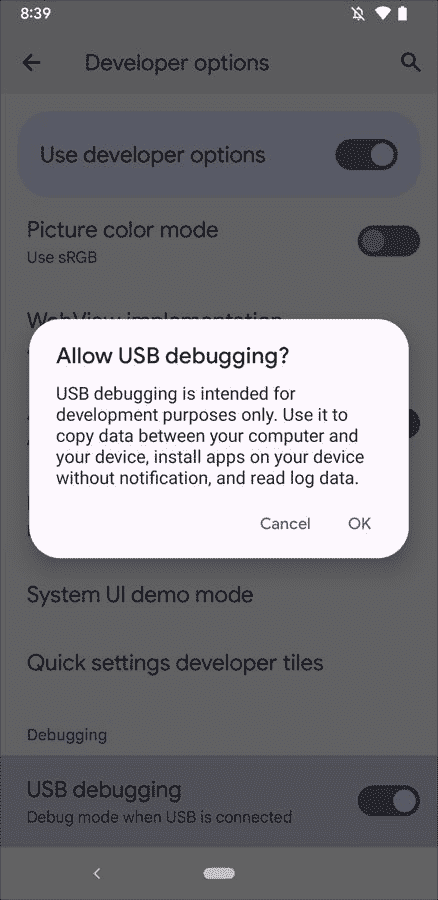 8:39
Developer options
Use developer options
Picture color mode
Use sRGB
WebView implementation
Allow USB debugging?
USB debugging is intended for
development purposes only. Use it to
copy data between your computer and
your device, install apps on your device
without notification, and read log data.
Cancel OK
System UI demo mode
Quick settings developer tiles
Debugging
USB debugging
Debug mode when USB is connected